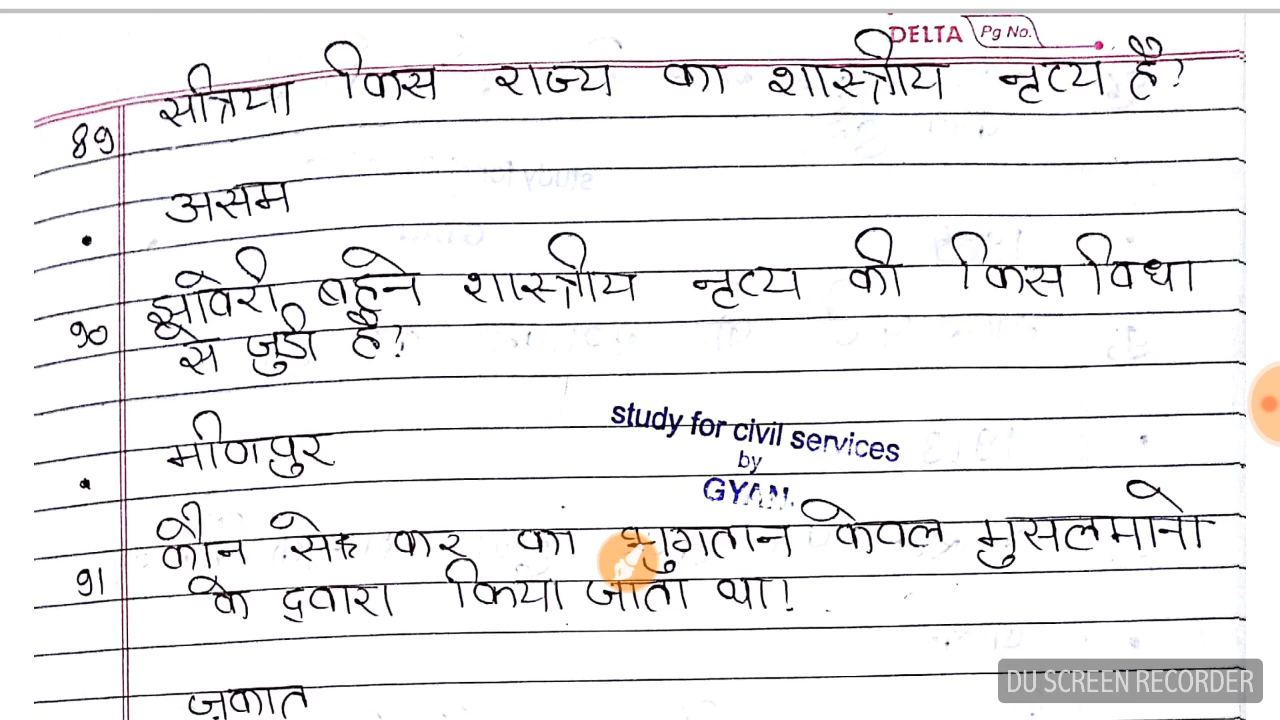 DELTA Pg No.
सत्रिया किस राज्य का शास्त्रीय नृत्य है?
89
असम
झावेरी बहने शास्त्रीय नृत्य की किस विधा
90
से जुडी है?
मणिपुर
study for civil services
by
GYAN
कौन से कर का भुगतान केवल मुसलमानो
91
के द्वारा किया जाता था!
ज़कात
DU SCREEN RECORDER